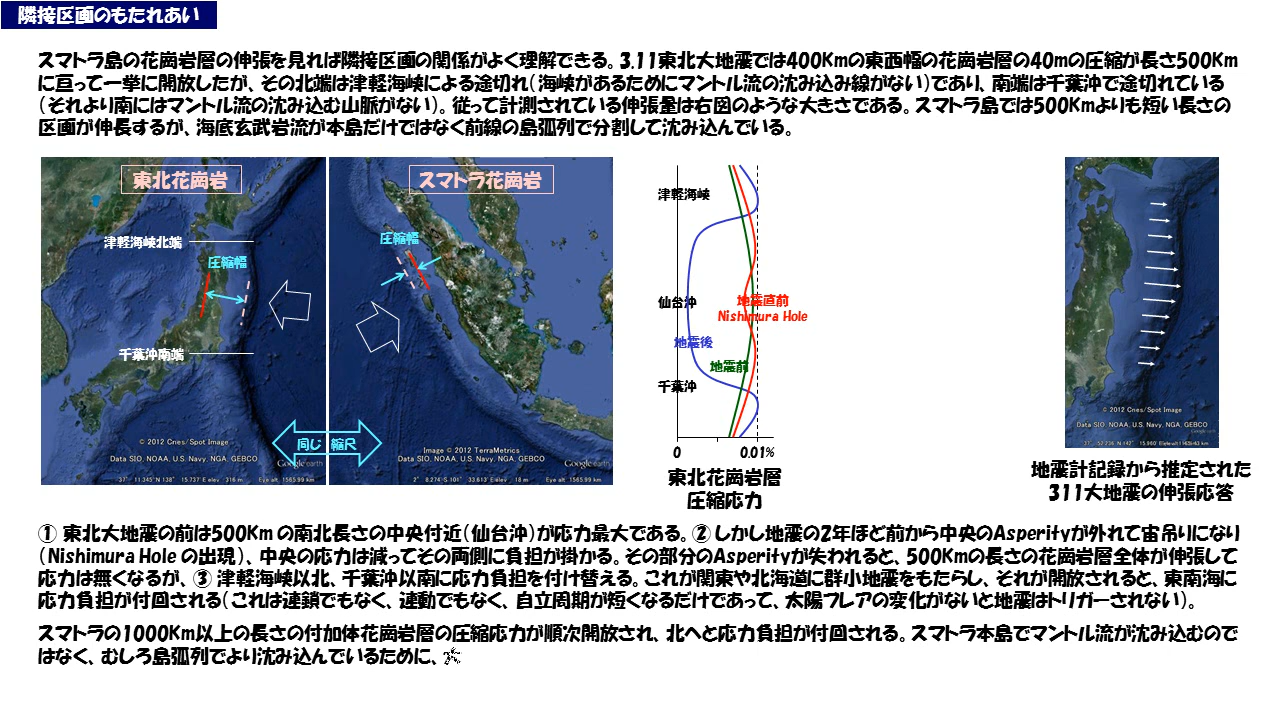 隣接区画のもたれあい
スマトラ島の花崗岩層の伸張を見れば隣接区画の関係がよく理解できる。3.11東北大地震では400Kmの東西幅の花崗岩層の40mの圧縮が長さ500Km
に亘って一挙に開放したが、その北端は津軽海峡による途切れ（海峡があるためにマントル流の沈み込み線がない）であり、南端は千葉沖で途切れている
（それより南にはマントル流の沈み込む山脈がない）。従って計測されている伸張量は右図のような大きさである。スマトラ島では500Kmよりも短い長さの
区画が伸長するが、海底玄武岩流が本島だけではなく前線の島弧列で分割して沈み込んでいる。
東北花崗岩
津軽海峡北端
圧縮幅
千葉沖南端
© 2012 Cnes/Spot Image
Data SIO, NOAA, U.S. Navy, NGA, GEBCO
スマトラ花崗岩
圧縮幅
Image © 2012 TerraMetrics
Data SIO, NOAA, U.S. Navy, NGA, GEBCO
Google earth
同じ 縮尺
津軽海峡
仙台沖
地震直前
Nishimura Hole
地震後
地震前
千葉沖
0
0.01%
東北花崗岩層
圧縮応力
© 2012 Cnes/Spot Image
Data SIO, NOAA, U.S. Navy, NGA, GEBCO
地震計記録から推定された
311大地震の伸張応答
① 東北大地震の前は500Km の南北長さの中央付近（仙台沖）が応力最大である。② しかし地震の2年ほど前から中央のAsperityが外れて宙吊りになり
（Nishimura Hole の出現）、中央の応力は減ってその両側に負担が掛かる。その部分のAsperityが失われると、500Kmの長さの花崗岩層全体が伸張して
応力は無くなるが、③ 津軽海峡以北、千葉沖以南に応力負担を付け替える。これが関東や北海道に群小地震をもたらし、それが開放されると、東南海に
応力負担が付回される（これは連鎖でもなく、連動でもなく、自立周期が短くなるだけであって、太陽フレアの変化がないと地震はトリガーされない）。
スマトラの1000Km以上の長さの付加体花崗岩層の圧縮応力が順次開放され、北へと応力負担が付回される。スマトラ本島でマントル流が沈み込むので
はなく、むしろ島弧列でより沈み込んでいるために、